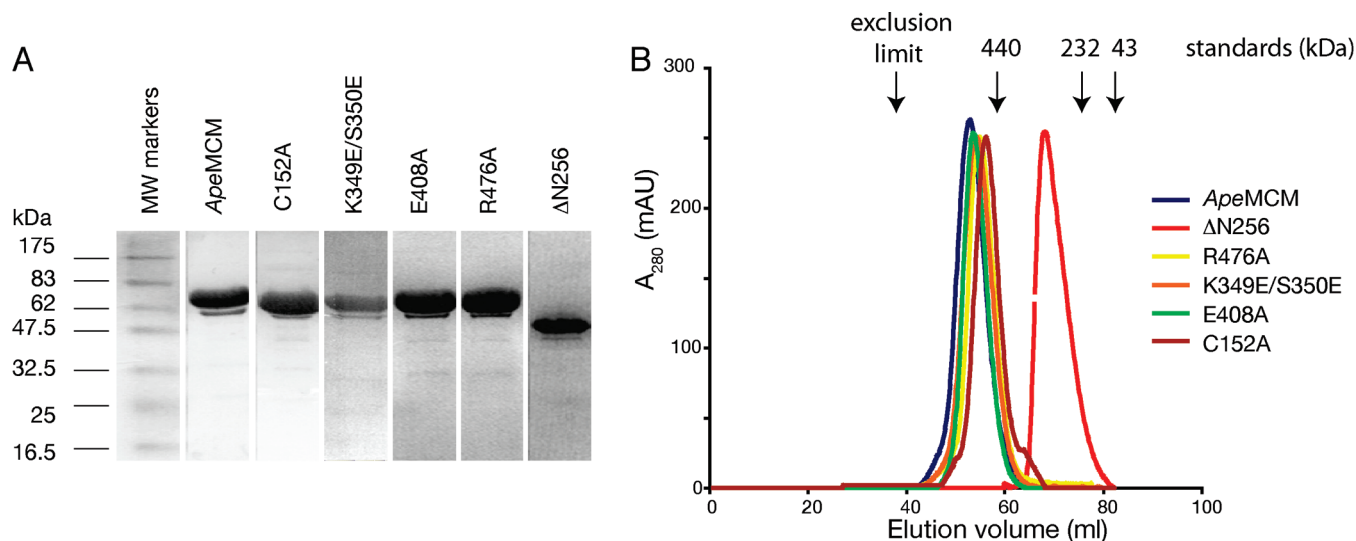 A
MW markers
ApeMCM
C152A
K349E/S350E
E408A
R476A
ΔN256
kDa
175
83
62
47.5
32.5
25
16.5
B
exclusion
limit
440
232
43
standards (kDa)
300
200
100
0
A280 (mAU)
0
20
40
60
80
100
Elution volume (ml)
ApeMCM
ΔN256
R476A
K349E/S350E
E408A
C152A